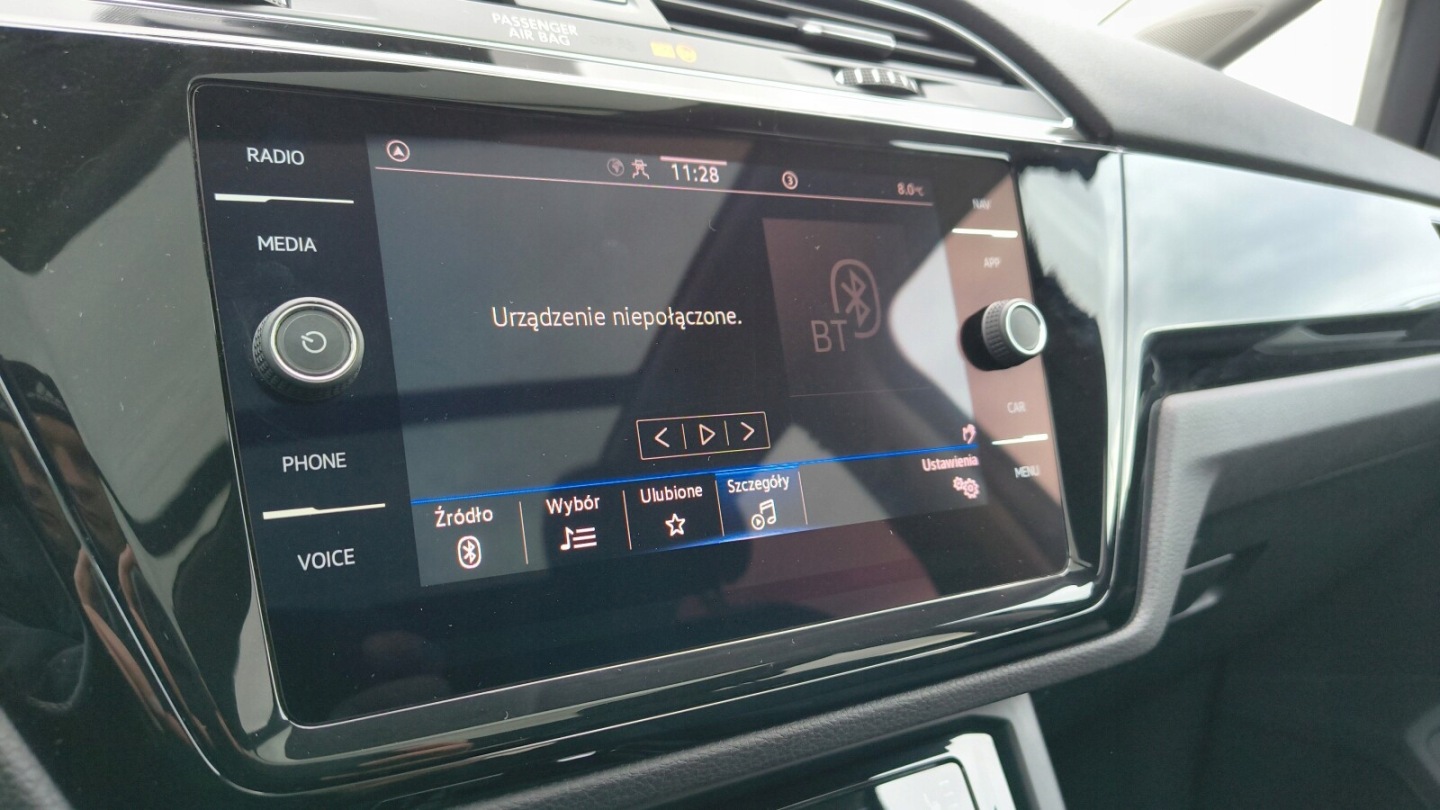 PASSENGER
AIR BAG
RADIO
MEDIA
PHONE
VOICE
11:28
3
8.0°C
Urządzenie niepołączone.
BT
Źródło
Wybór
Ulubione
Szczegóły
Ustawienia
NAV
APP
CAR
MENU